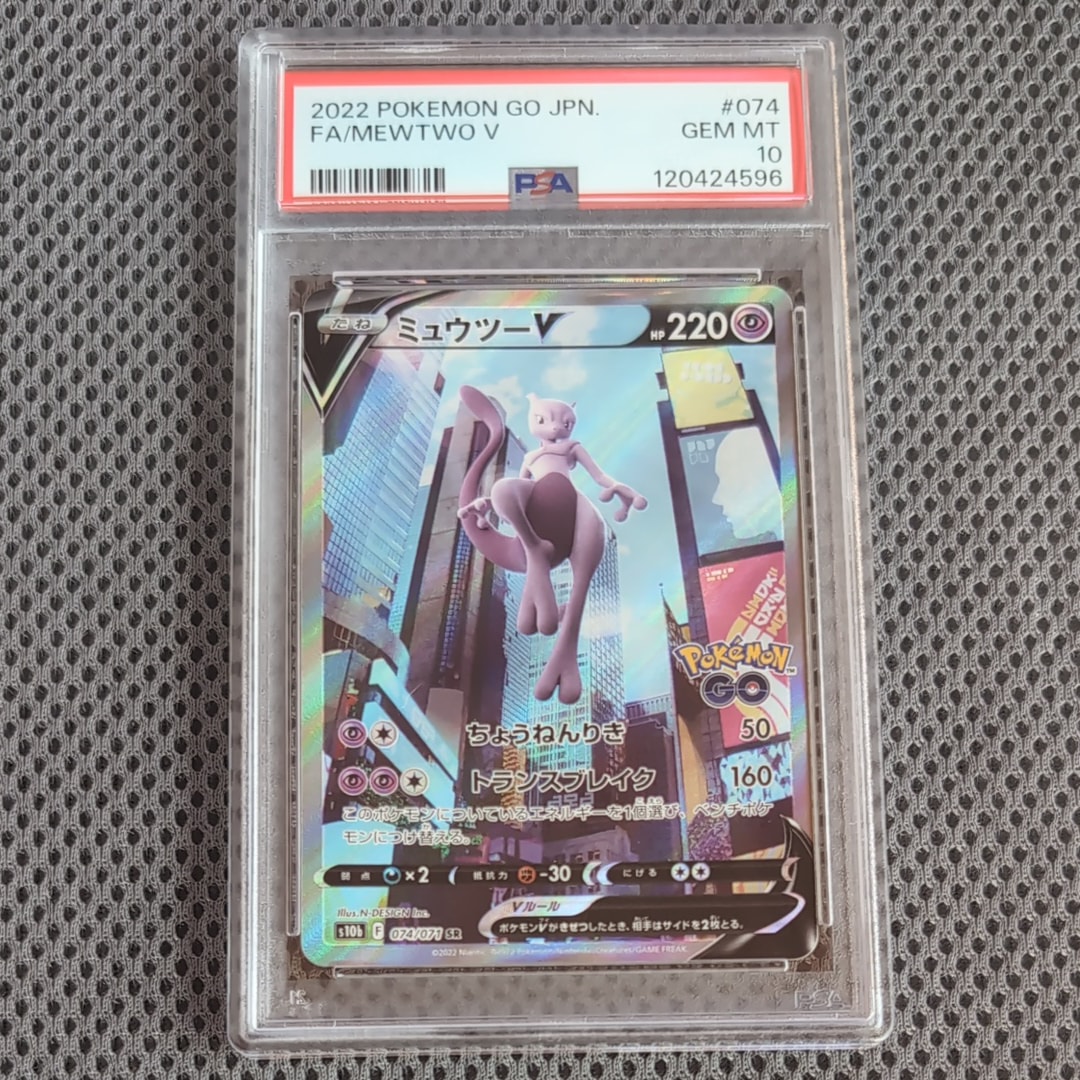 2022 POKEMON GO JPN. #074
FA/MEWTWO V GEM MT
10
PSA 120424596
たね ミュウツーV HP 220
Pokémon
GO
ちょうねんりき 50
トランスブレイク 160
このポケモンについているエネルギーを1個選び、ベンチポケ
モンにつけ替える。
弱点 ×2 抵抗力 -30 にげる
Illus. N-DESIGN Inc.
Vルール
s10b F 074/071 SR ポケモンVがきぜつしたとき、相手はサイドを2枚とる。
©2022
PSA